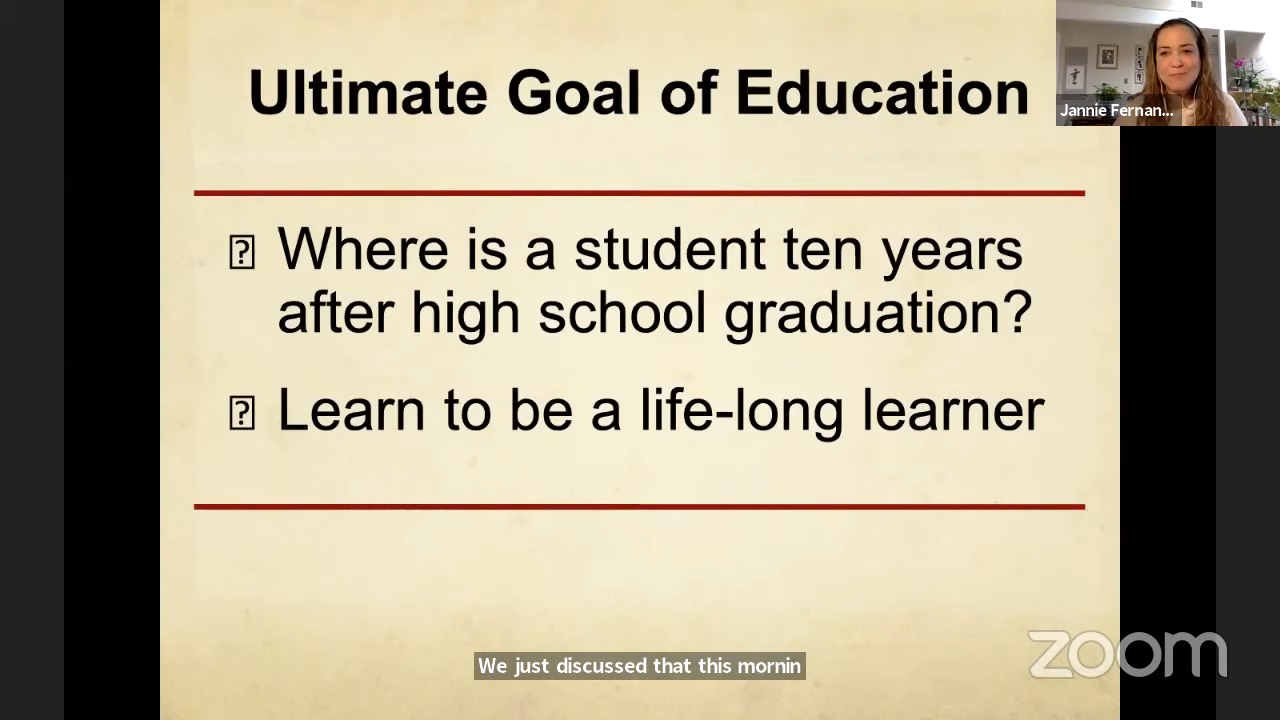 Ultimate Goal of Education
Jannie Fernan...
Where is a student ten years
after high school graduation?
Learn to be a life-long learner
We just discussed that this mornin
zoom